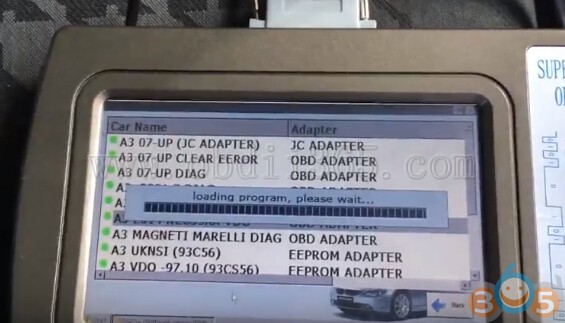 SUPE
OB
Car Name Adapter
A3 07-UP (JC ADAPTER) JC ADAPTER
A3 07-UP CLEAR EEROR OBD ADAPTER
A3 07-UP DIAG OBD ADAPTER
loading program, please wait...
A3 MAGNETI MARELLI DIAG OBD ADAPTER
A3 UKNSI (93C56) EEPROM ADAPTER
A3 VDO -97.10 (93CS56) EEPROM ADAPTER
Back